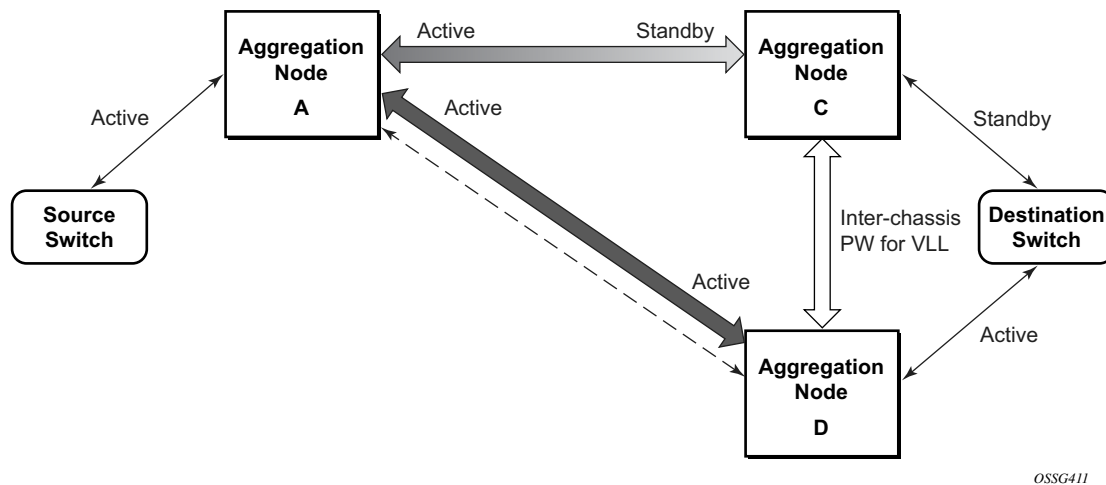 Aggregation
Node
A
Active
Standby
Aggregation
Node
C
Active
Active
Standby
Source
Switch
Inter-chassis
PW for VLL
Destination
Switch
Active
Active
Aggregation
Node
D
OSSG411